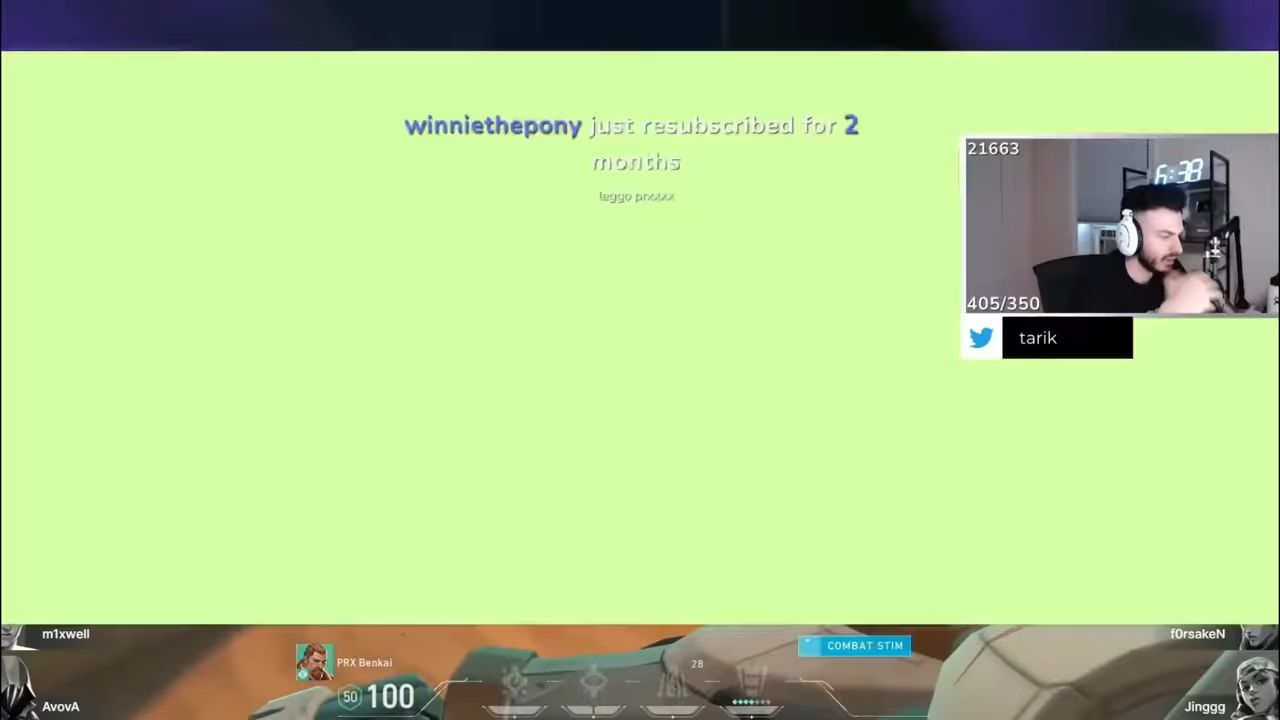 winniethepony just resubscribed for 2
months
leggo prxxxx
21663
6:38
405/350
tarik
m1xwell
AvovA
PRX Benkai
50 100
28
COMBAT STIM
f0rsakeN
Jinggg